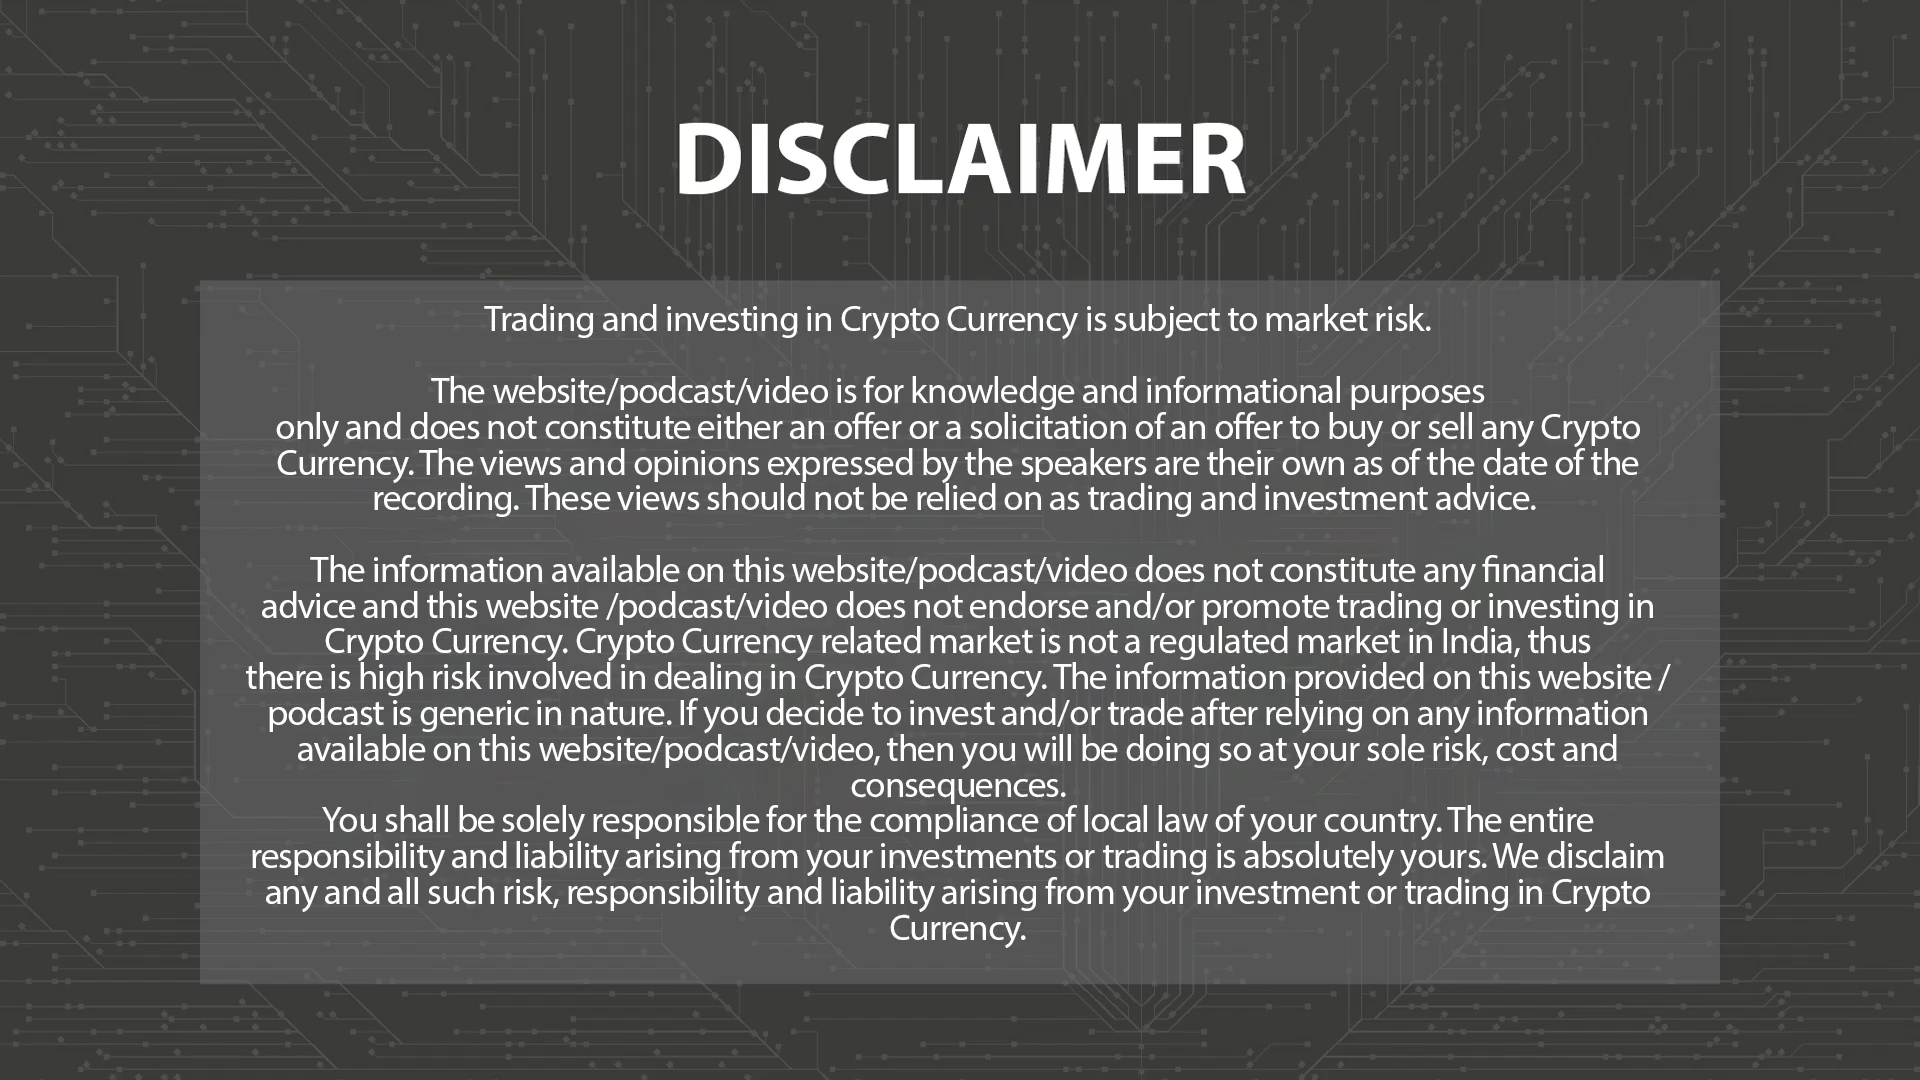 DISCLAIMER
Trading and investing in Crypto Currency is subject to market risk.
The website/podcast/video is for knowledge and informational purposes
only and does not constitute either an offer or a solicitation of an offer to buy or sell any Crypto
Currency. The views and opinions expressed by the speakers are their own as of the date of the
recording. These views should not be relied on as trading and investment advice.
The information available on this website/podcast/video does not constitute any financial
advice and this website /podcast/video does not endorse and/or promote trading or investing in
Crypto Currency. Crypto Currency related market is not a regulated market in India, thus
there is high risk involved in dealing in Crypto Currency. The information provided on this website /
podcast is generic in nature. If you decide to invest and/or trade after relying on any information
available on this website/podcast/video, then you will be doing so at your sole risk, cost and
consequences.
You shall be solely responsible for the compliance of local law of your country. The entire
responsibility and liability arising from your investments or trading is absolutely yours. We disclaim
any and all such risk, responsibility and liability arising from your investment or trading in Crypto
Currency.